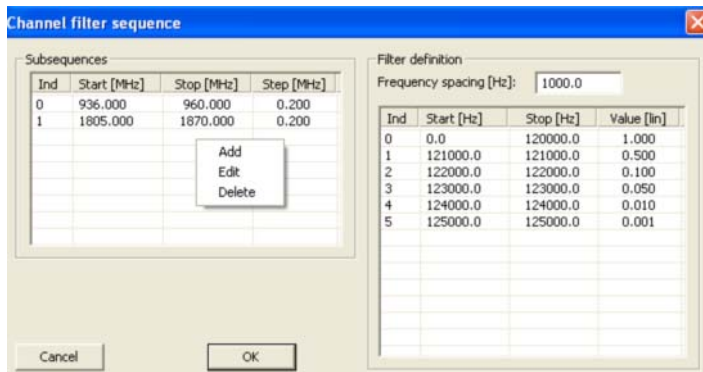 Channel filter sequence
Subsequences
Ind Start [MHz] Stop [MHz] Step [MHz]
0 936.000 960.000 0.200
1 1805.000 1870.000 0.200
Add
Edit
Delete
Cancel
OK
Filter definition
Frequency spacing [Hz]: 1000.0
Ind Start [Hz] Stop [Hz] Value [lin]
0 0.0 120000.0 1.000
1 121000.0 121000.0 0.500
2 122000.0 122000.0 0.100
3 123000.0 123000.0 0.050
4 124000.0 124000.0 0.010
5 125000.0 125000.0 0.001